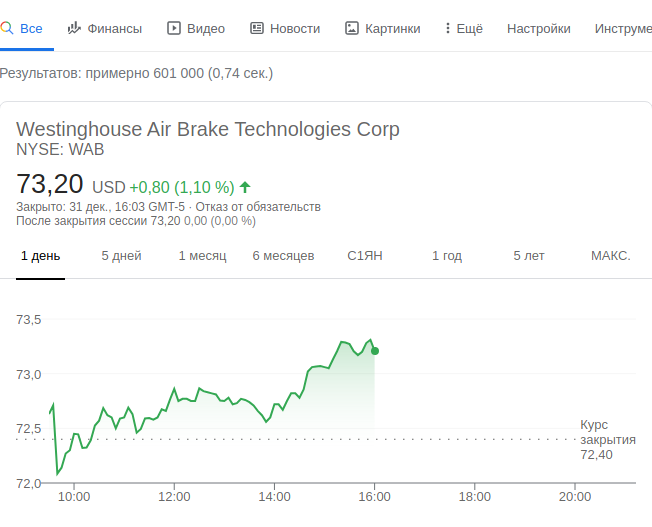 Все Финансы Видео Новости Картинки Ещё Настройки Инструме
Результатов: примерно 601 000 (0,74 сек.)
Westinghouse Air Brake Technologies Corp
NYSE: WAB
73,20 USD +0,80 (1,10 %)
Закрыто: 31 дек., 16:03 GMT-5 · Отказ от обязательств
После закрытия сессии 73,20 0,00 (0,00 %)
1 день 5 дней 1 месяц 6 месяцев С1ЯН 1 год 5 лет МАКС.
73,5
73,0
72,5
Курс
закрытия
72,40
72,0
10:00 12:00 14:00 16:00 18:00 20:00